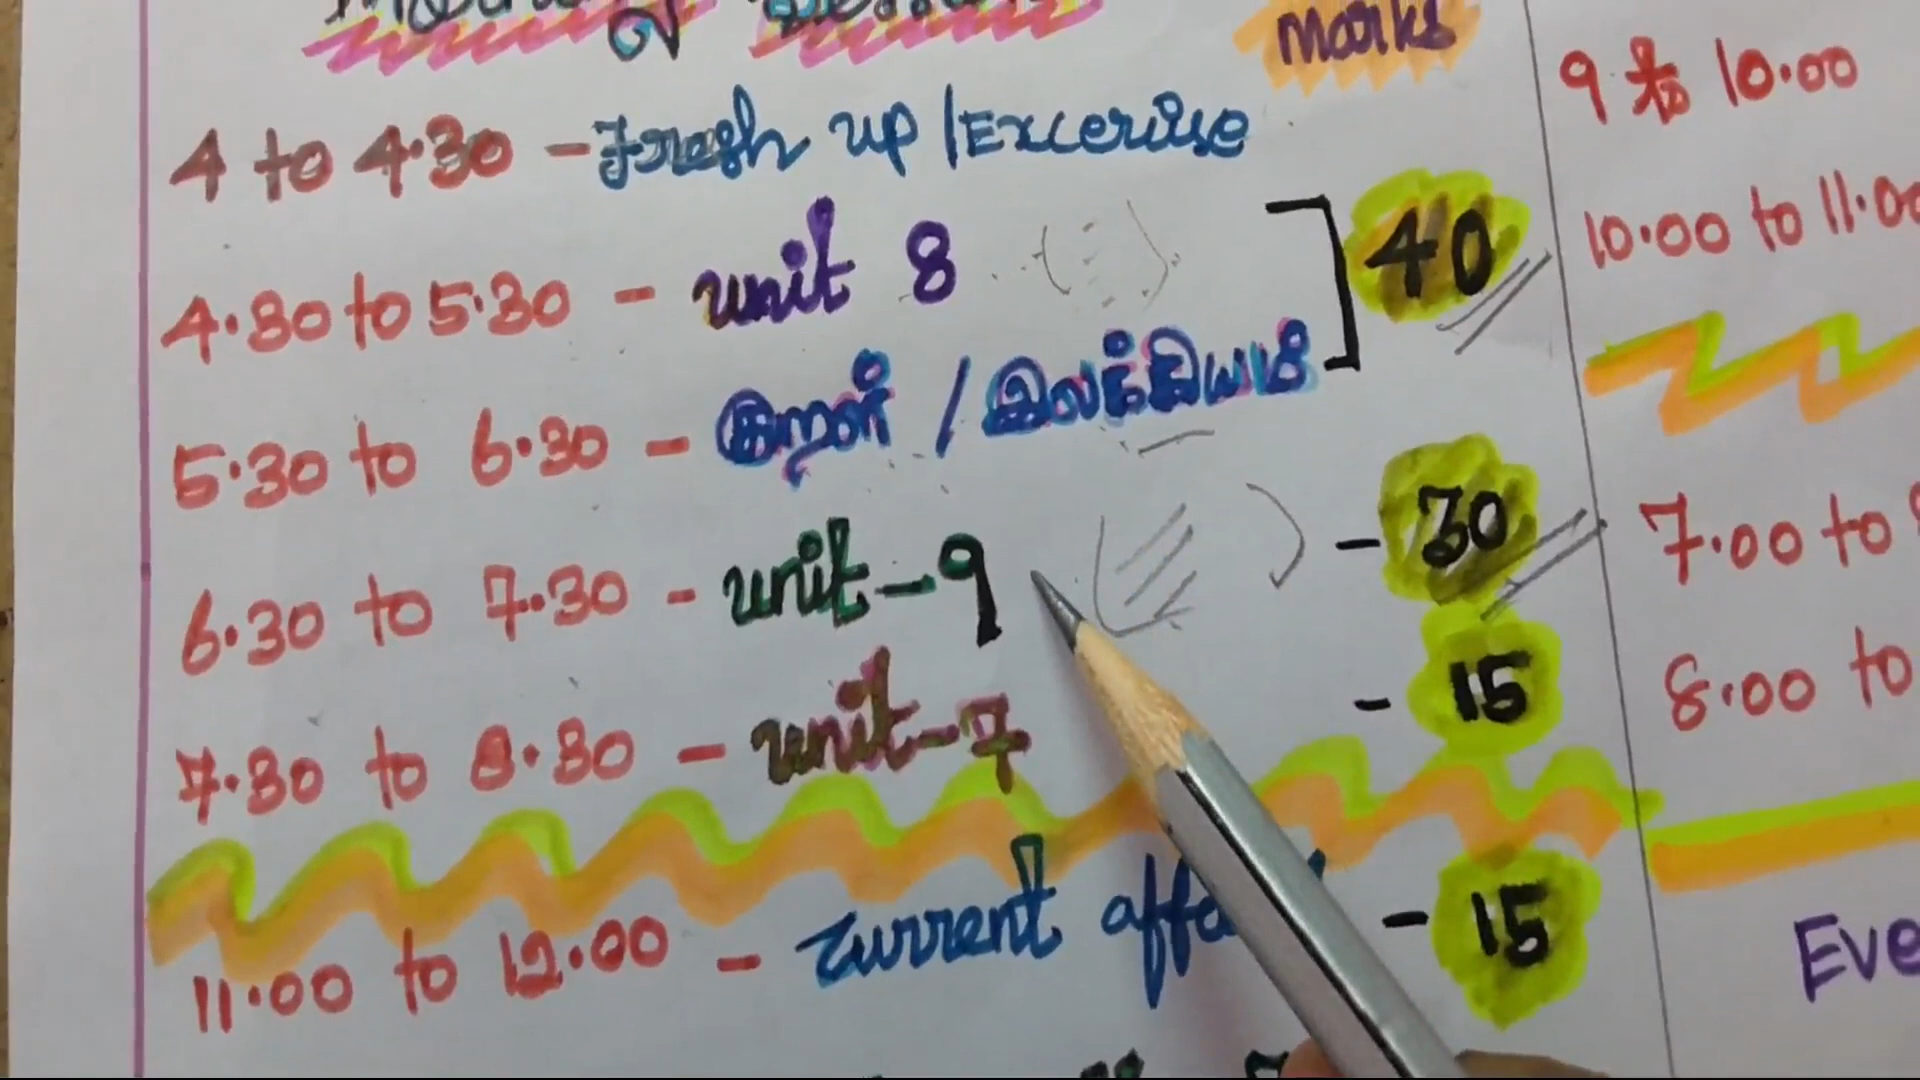 Marks
4 to 4.30 - Fresh up / Excerise
4.30 to 5.30 - unit 8
40
5.30 to 6.30 - குறள் / இலக்கியம்
6.30 to 7.30 - unit-9 - 30
7.30 to 8.30 - unit-7 - 15
11.00 to 12.00 - Current - 15
9 to 10.00
10.00 to 11.00
7.00 to
8.00 to